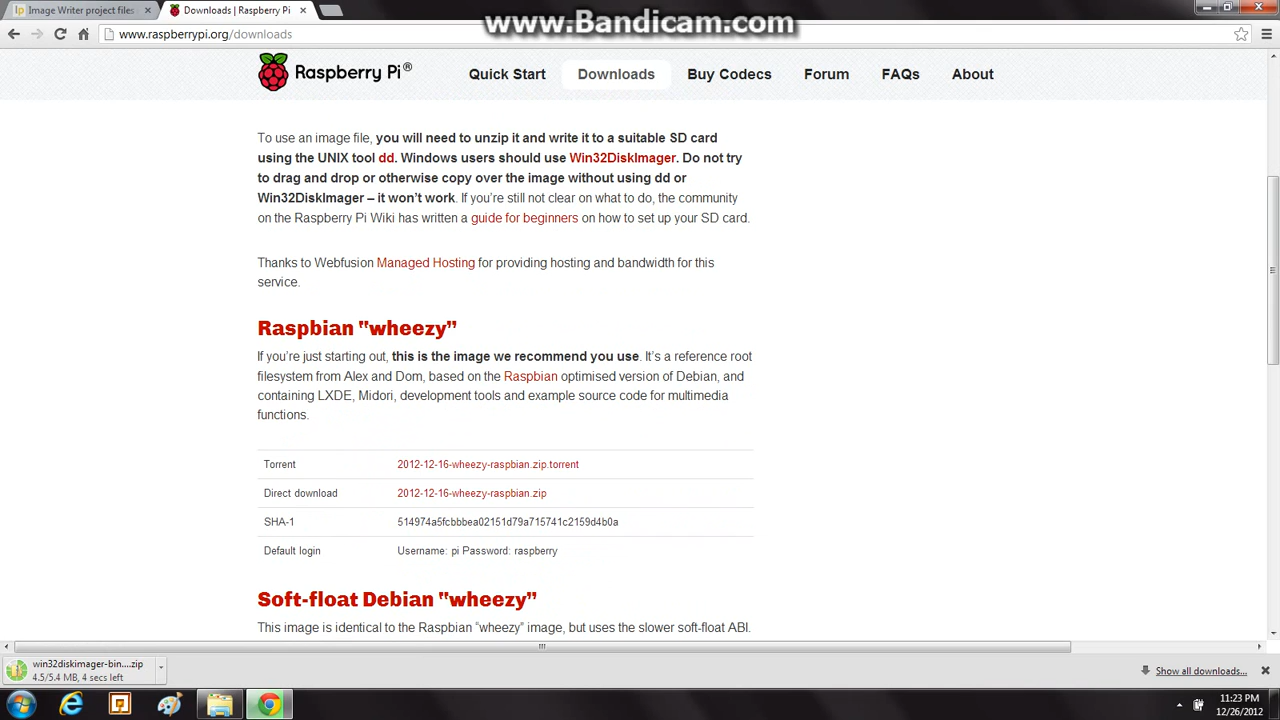 Image Writer project files
Downloads | Raspberry Pi
www.Bandicam.com
www.raspberrypi.org/downloads
Raspberry Pi®
Quick Start
Downloads
Buy Codecs
Forum
FAQs
About
To use an image file, you will need to unzip it and write it to a suitable SD card
using the UNIX tool dd. Windows users should use Win32DiskImager. Do not try
to drag and drop or otherwise copy over the image without using dd or
Win32DiskImager – it won’t work. If you’re still not clear on what to do, the community
on the Raspberry Pi Wiki has written a guide for beginners on how to set up your SD card.
Thanks to Webfusion Managed Hosting for providing hosting and bandwidth for this
service.
Raspbian "wheezy”
If you’re just starting out, this is the image we recommend you use. It’s a reference root
filesystem from Alex and Dom, based on the Raspbian optimised version of Debian, and
containing LXDE, Midori, development tools and example source code for multimedia
functions.
Torrent 2012-12-16-wheezy-raspbian.zip.torrent
Direct download 2012-12-16-wheezy-raspbian.zip
SHA-1 514974a5fcbbbea02151d79a715741c2159d4b0a
Default login Username: pi Password: raspberry
Soft-float Debian "wheezy”
This image is identical to the Raspbian “wheezy” image, but uses the slower soft-float ABI.
win32diskimager-bin....zip
4.5/5.4 MB, 4 secs left
Show all downloads...
11:23 PM
12/26/2012